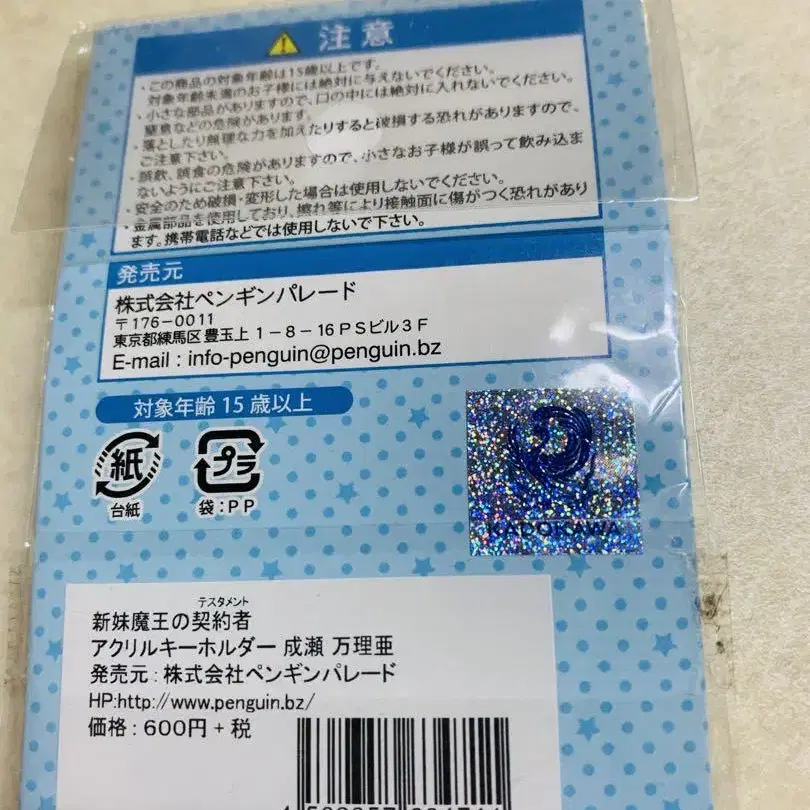 注意
・この商品の対象年齢は15歳以上です。
対象年齢未満のお子様には絶対に与えないでください。
・小さな部品がありますので、口の中には絶対に入れないでください。
窒息などの危険があります。
・落としたり無理な力を加えたりすると破損する恐れがありますので、
ご注意下さい。
・誤飲、誤食の危険がありますので、小さなお子様が誤って飲み込ま
ないようにご注意下さい。
・安全のため破損・変形した場合は使用しないでください。
・金属部品を使用しており、擦れ等により接触面に傷がつく恐れがあり
ます。携帯電話などでは使用しないで下さい。
発売元
株式会社ペンギンパレード
〒176-0011
東京都練馬区豊玉上 1-8-16 PSビル3F
E-mail : info-penguin@penguin.bz
対象年齢 15 歳以上
紙
台紙
プラ
袋:PP
KADOKAWA
テスタメント
新妹魔王の契約者
アクリルキーホルダー 成瀬 万理亜
発売元:株式会社ペンギンパレード
HP:http://www.penguin.bz/
価格:600円+税